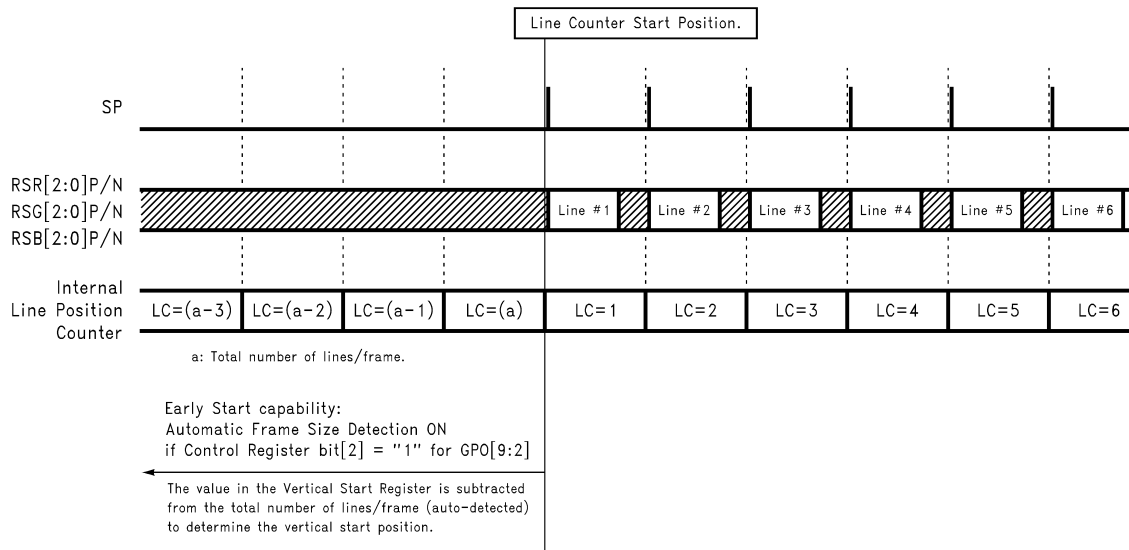 Line Counter Start Position.
SP
RSR[2:0]P/N
RSG[2:0]P/N
RSB[2:0]P/N
Line #1
Line #2
Line #3
Line #4
Line #5
Line #6
Internal
Line Position
Counter
LC=(a-3)
LC=(a-2)
LC=(a-1)
LC=(a)
LC=1
LC=2
LC=3
LC=4
LC=5
LC=6
a: Total number of lines/frame.
Early Start capability:
Automatic Frame Size Detection ON
if Control Register bit[2] = "1" for GPO[9:2]
The value in the Vertical Start Register is subtracted
from the total number of lines/frame (auto-detected)
to determine the vertical start position.